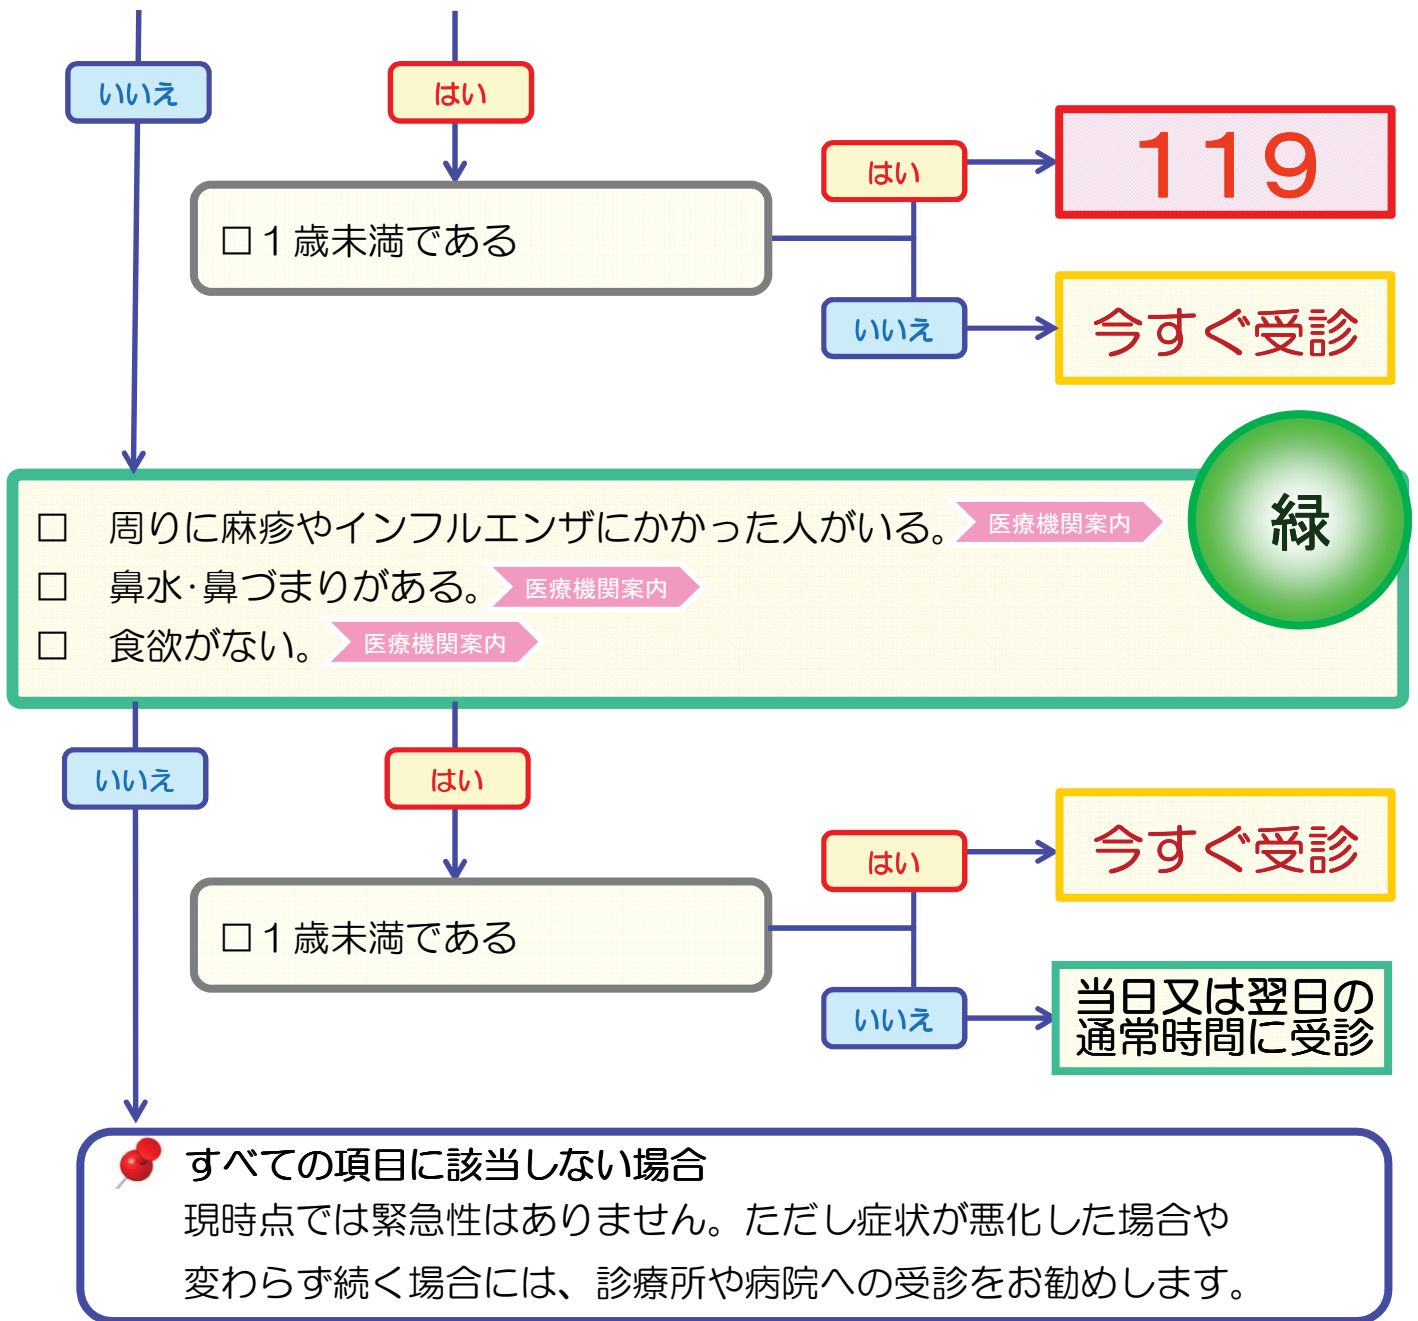 いいえ
はい
はい
119
□１歳未満である
いいえ
今すぐ受診
緑
□ 周りに麻疹やインフルエンザにかかった人がいる。 医療機関案内
□ 鼻水･鼻づまりがある。 医療機関案内
□ 食欲がない。 医療機関案内
いいえ
はい
はい
今すぐ受診
□１歳未満である
いいえ
当日又は翌日の
通常時間に受診
すべての項目に該当しない場合
現時点では緊急性はありません。ただし症状が悪化した場合や
変わらず続く場合には、診療所や病院への受診をお勧めします。